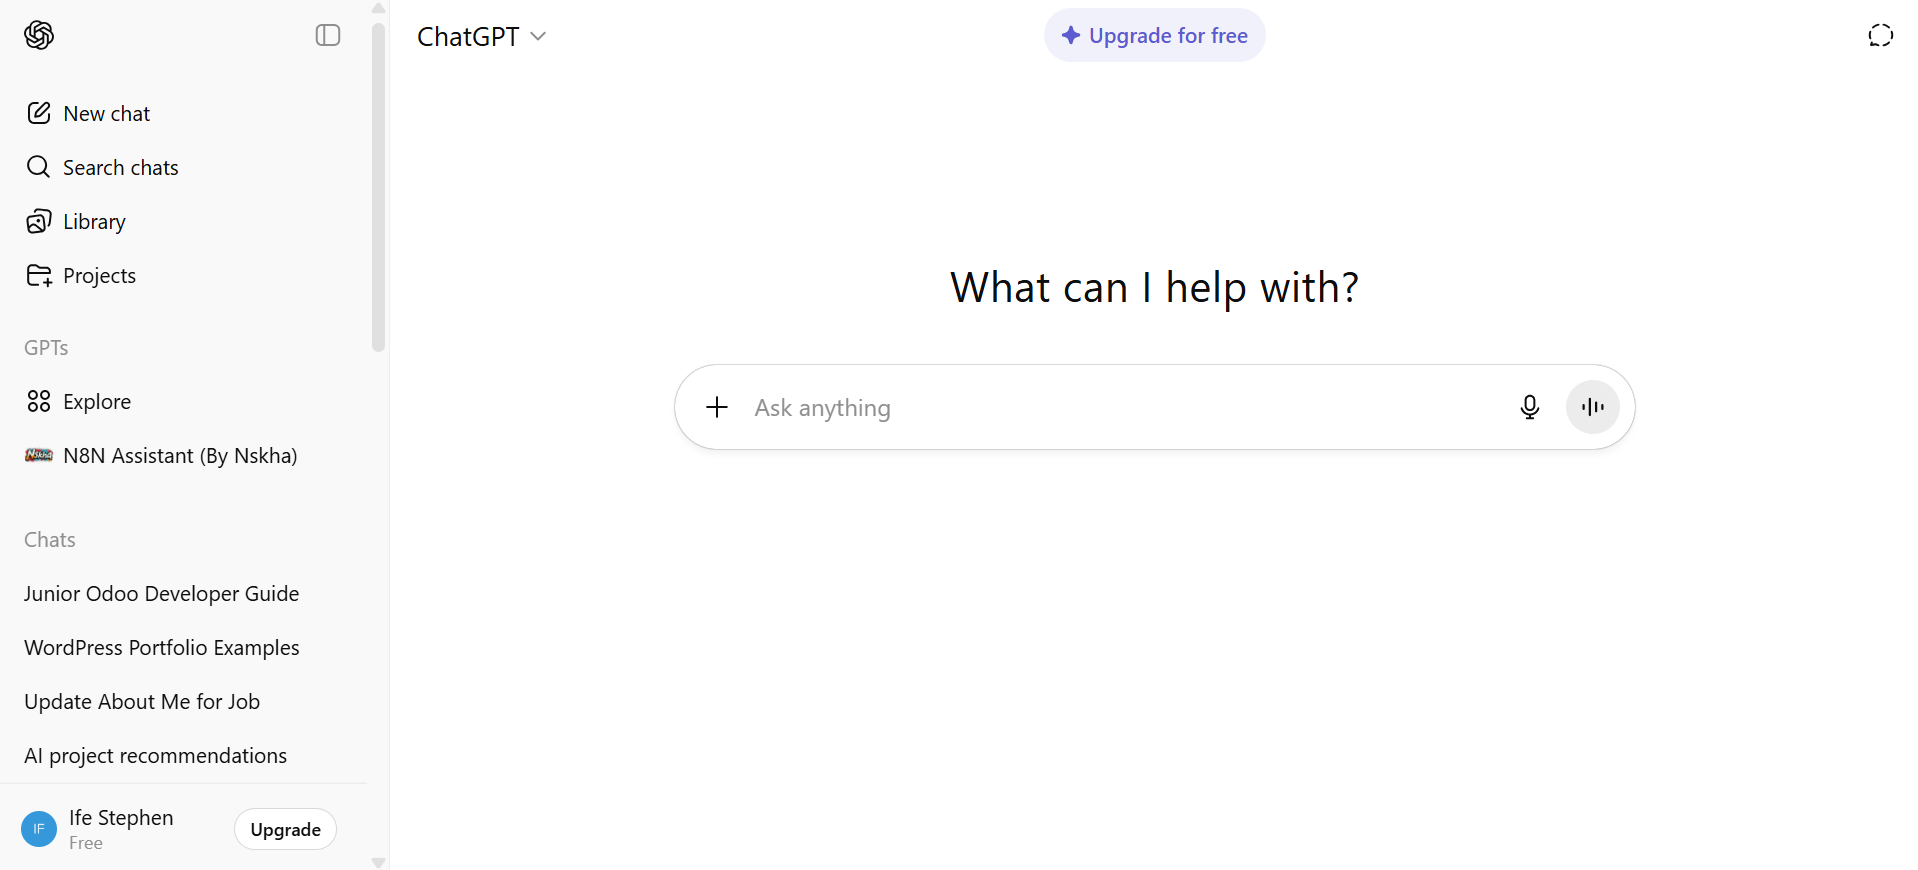 ChatGPT
Upgrade for free
New chat
Search chats
Library
Projects
GPTs
Explore
N8N Assistant (By Nskha)
Chats
Junior Odoo Developer Guide
WordPress Portfolio Examples
Update About Me for Job
AI project recommendations
IF
Ife Stephen
Free
Upgrade
What can I help with?
Ask anything